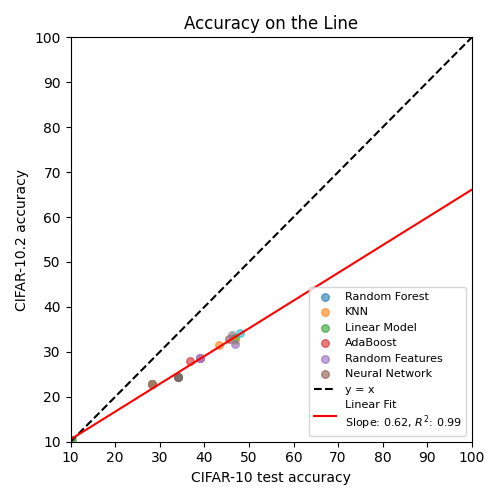 Accuracy on the Line
CIFAR-10.2 accuracy
100
90
80
70
60
50
40
30
20
10
10 20 30 40 50 60 70 80 90 100
CIFAR-10 test accuracy
Random Forest
KNN
Linear Model
AdaBoost
Random Features
Neural Network
y = x
Linear Fit
Slope: 0.62, R²: 0.99